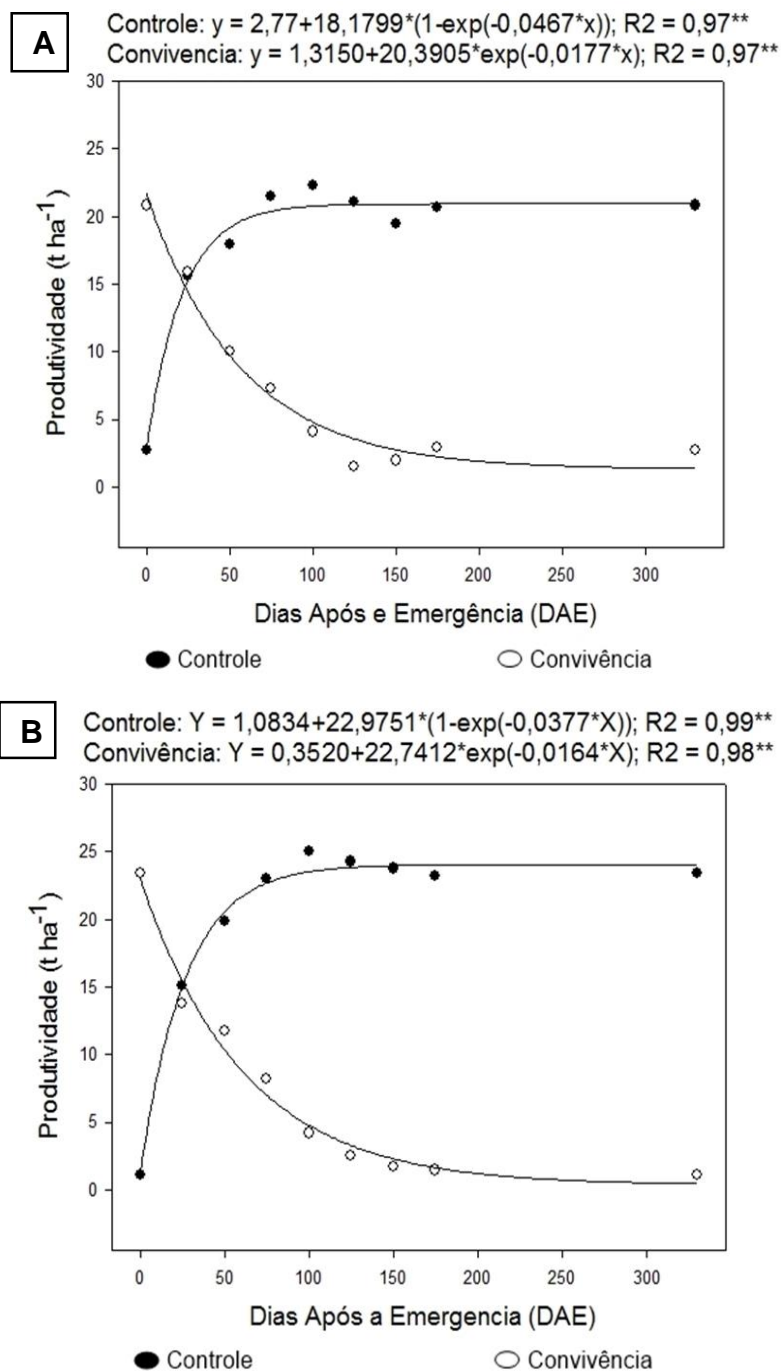 A
Controle: y = 2,77+18,1799*(1-exp(-0,0467*x)); R2 = 0,97**
Convivencia: y = 1,3150+20,3905*exp(-0,0177*x); R2 = 0,97**
30
25
20
15
10
5
0
Produtividade (t ha⁻¹)
0 50 100 150 200 250 300
Dias Após e Emergência (DAE)
Controle Convivência
B
Controle: Y = 1,0834+22,9751*(1-exp(-0,0377*X)); R2 = 0,99**
Convivência: Y = 0,3520+22,7412*exp(-0,0164*X); R2 = 0,98**
30
25
20
15
10
5
0
Produtividade (t ha⁻¹)
0 50 100 150 200 250 300
Dias Após a Emergencia (DAE)
Controle Convivência